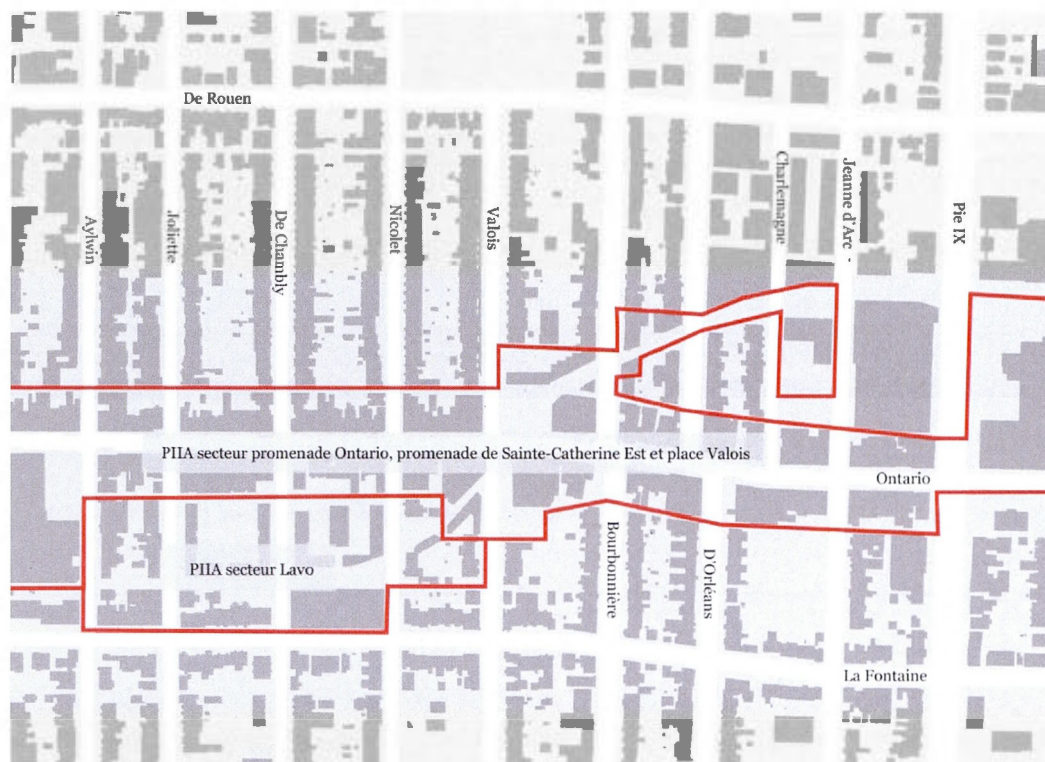 De Rouen
Aylwin
Joliette
De Chambly
Nicolet
Valois
Charlemagne
Jeanne d'Arc -
Pie IX
PIIA secteur promenade Ontario, promenade de Sainte-Catherine Est et place Valois
Ontario
PIIA secteur Lavo
Bourbonnière
D'Orléans
La Fontaine